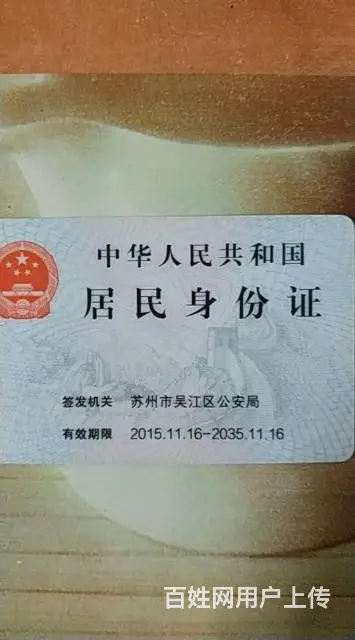 中华人民共和国
居民身份证
签发机关 苏州市吴江区公安局
有效期限 2015.11.16-2035.11.16
百姓网用户上传